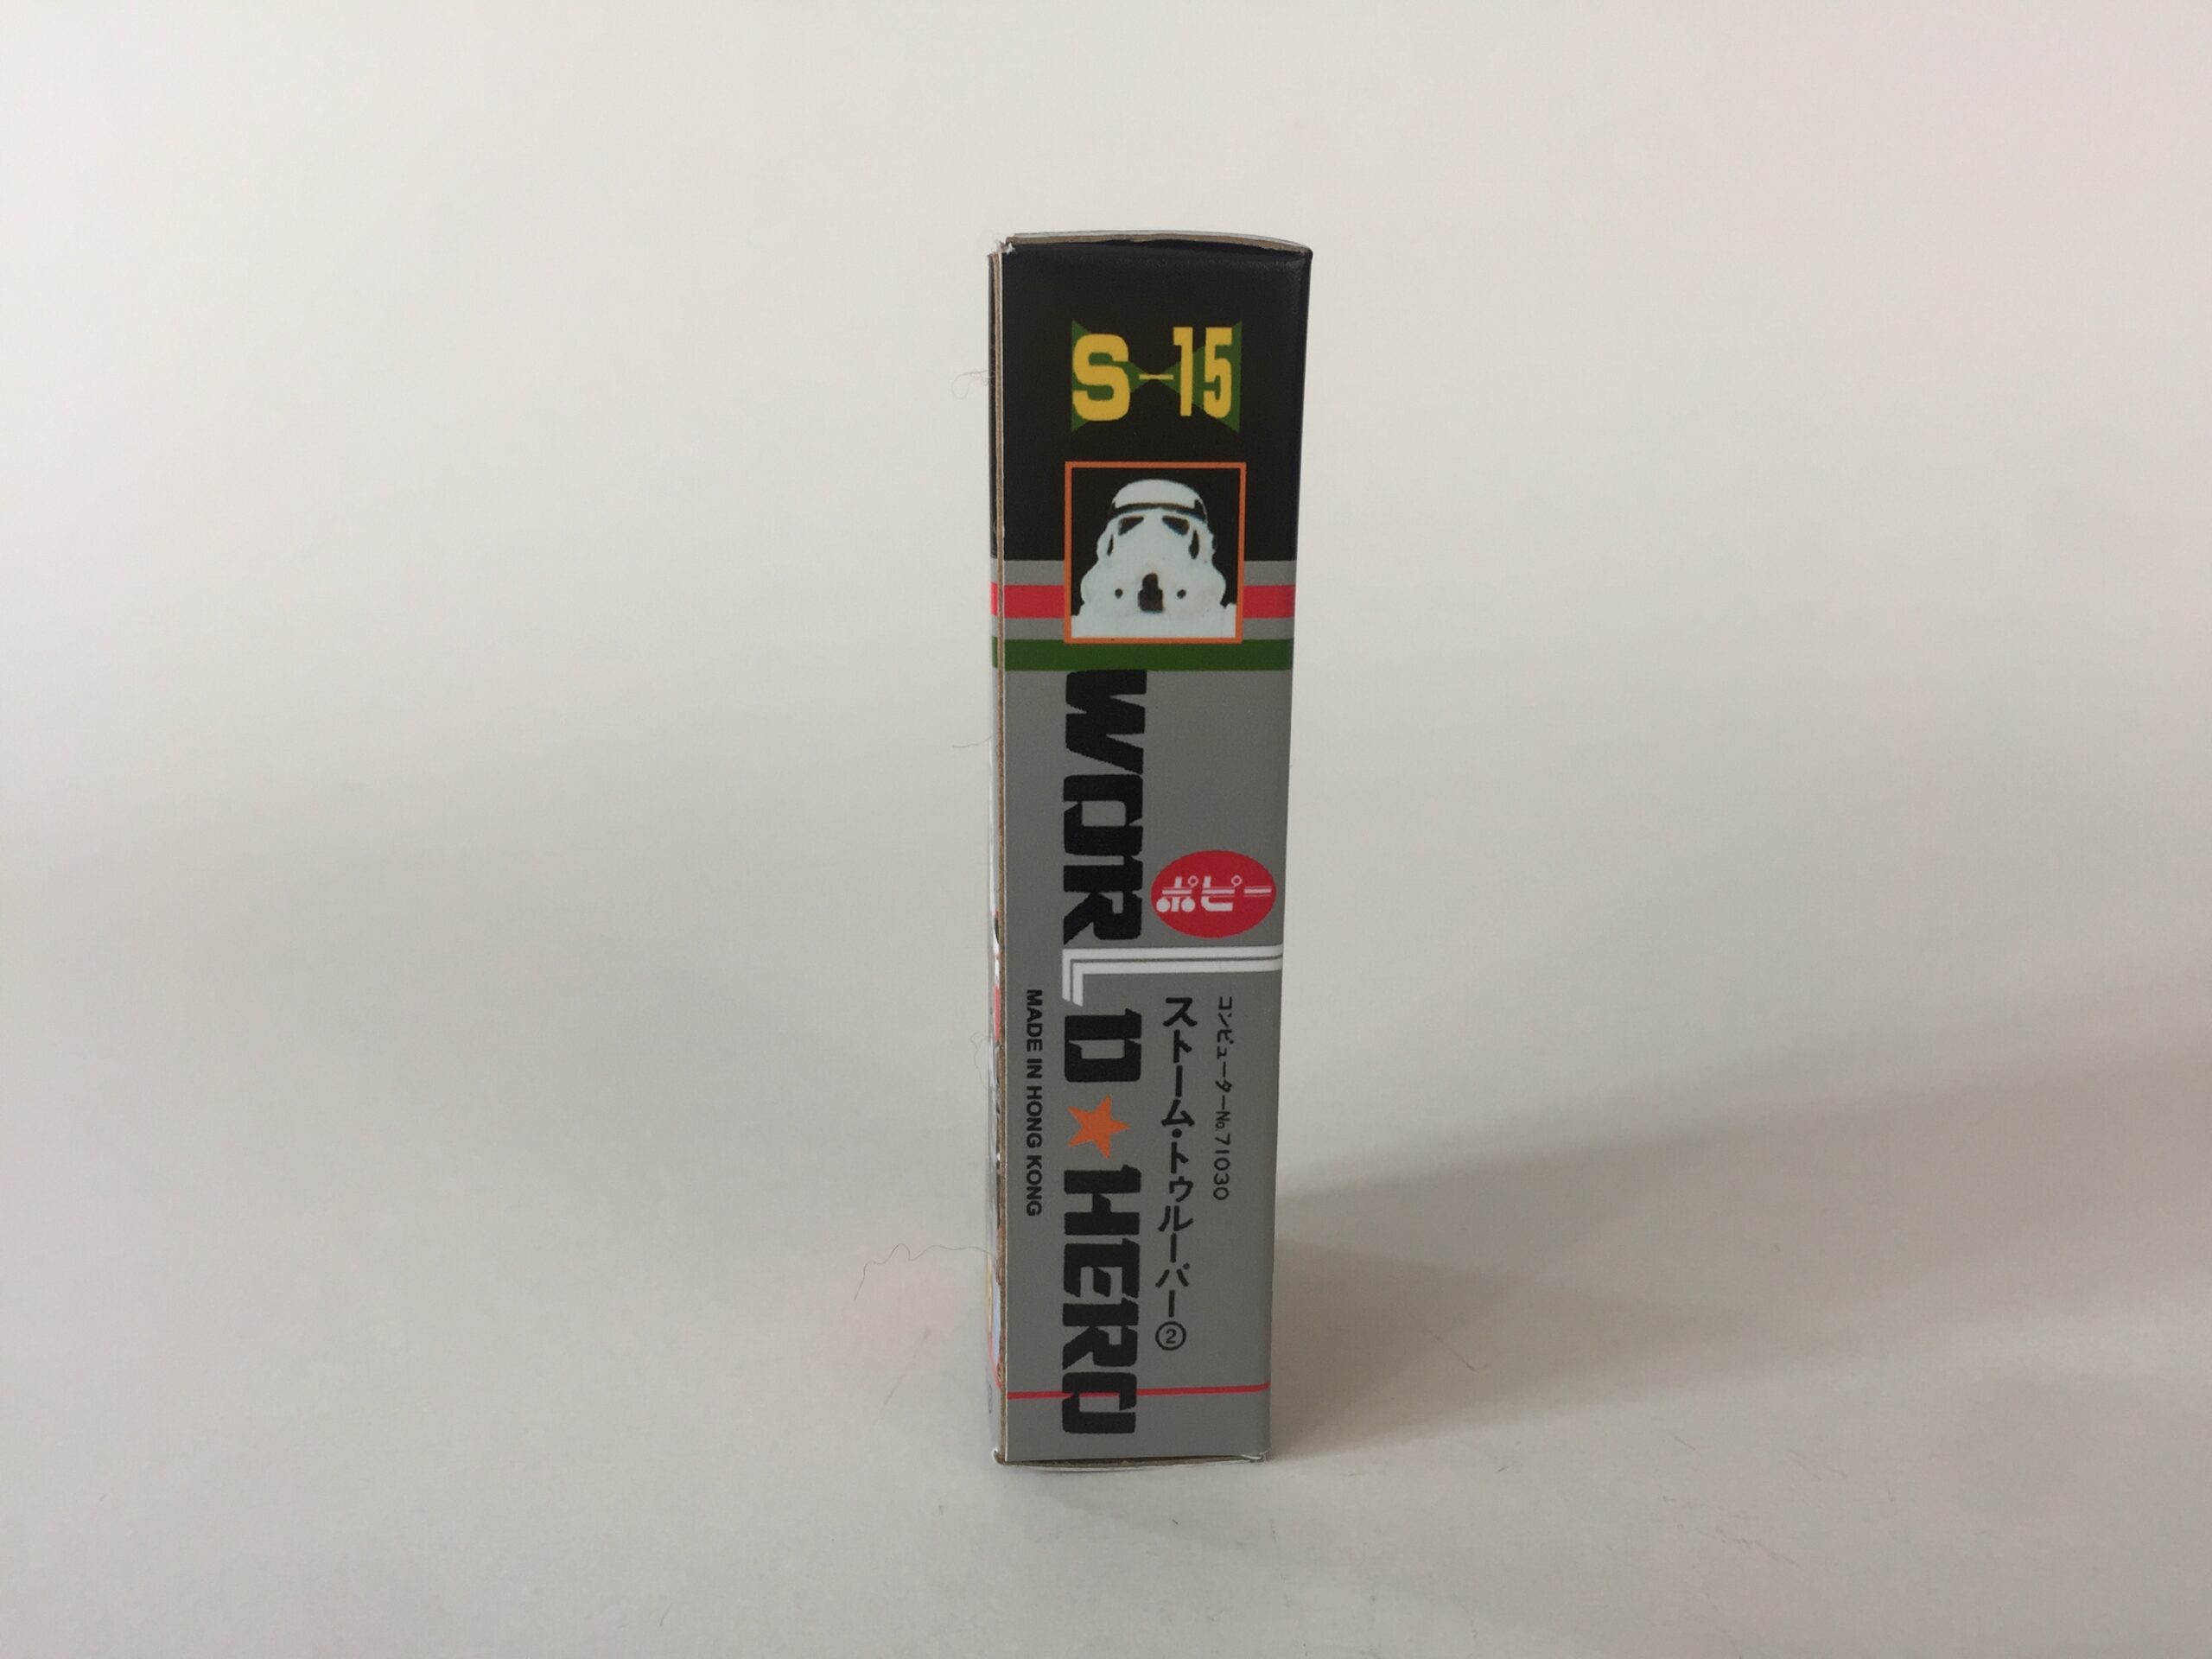 S-15
ポピー
WORLD★HERO
コンピューターNo.71030
ストーム・トゥルーパー②
MADE IN HONG KONG